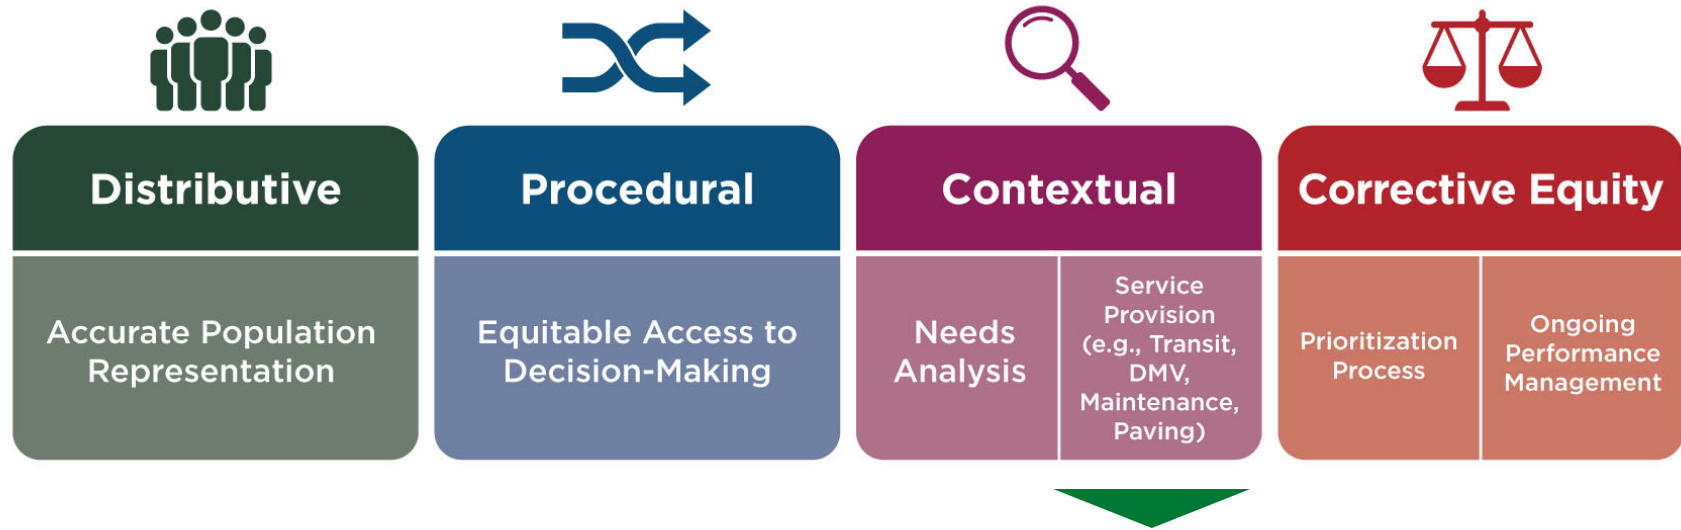 Distributive
Accurate Population
Representation
Procedural
Equitable Access to
Decision-Making
Contextual
Needs
Analysis
Service
Provision
(e.g., Transit,
DMV,
Maintenance,
Paving)
Corrective Equity
Prioritization
Process
Ongoing
Performance
Management